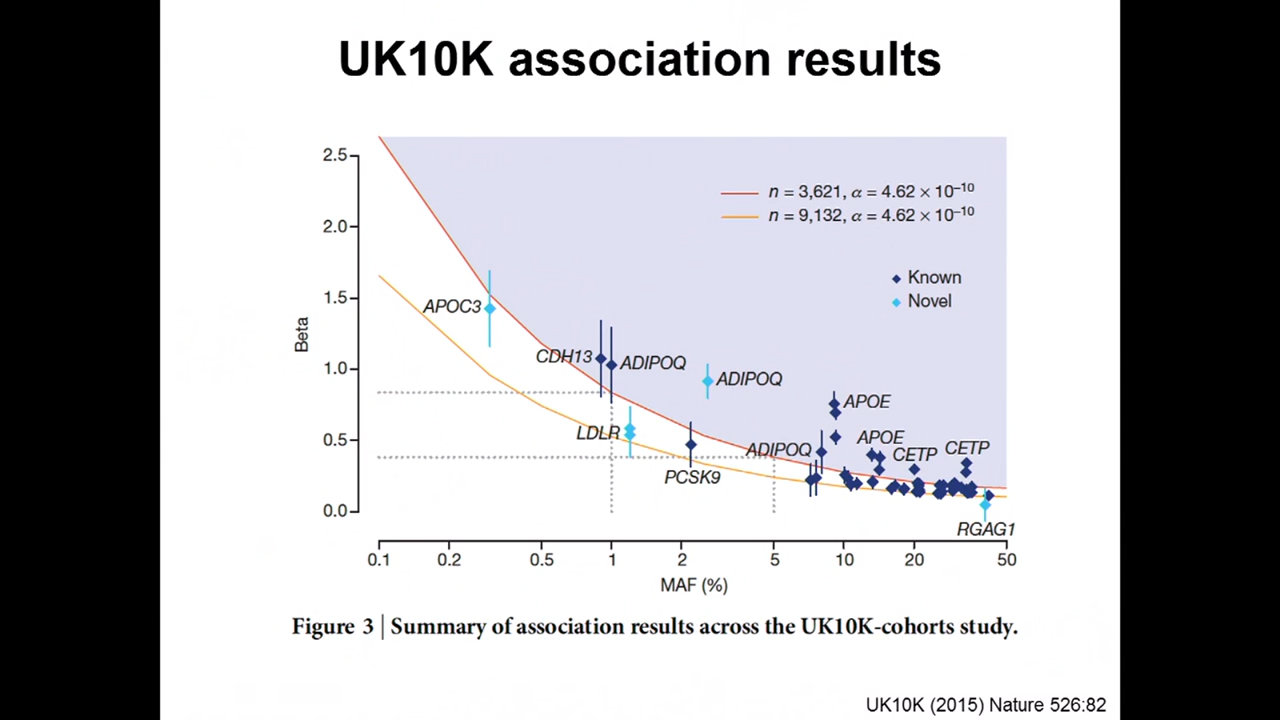 UK10K association results
2.5
2.0
1.5
1.0
0.5
0.0
Beta
n = 3,621, α = 4.62 × 10⁻¹⁰
n = 9,132, α = 4.62 × 10⁻¹⁰
Known
Novel
APOC3
CDH13
ADIPOQ
ADIPOQ
LDLR
PCSK9
ADIPOQ
APOE
APOE
CETP
CETP
RGAG1
0.1 0.2 0.5 1 2 5 10 20 50
MAF (%)
Figure 3 | Summary of association results across the UK10K-cohorts study.
UK10K (2015) Nature 526:82